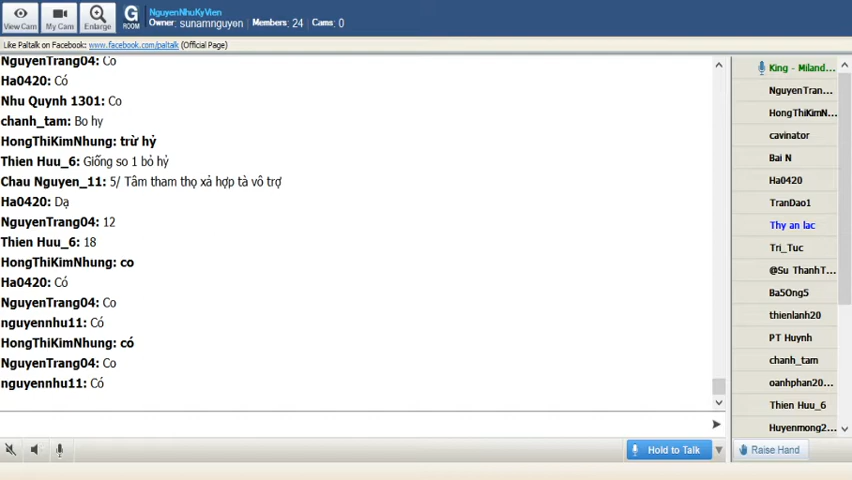 NguyenNhuKyVien
Owner: sunamnguyon Members: 24 Cams: 0
View Cam My Cam Enlarge G ROOM
Like Paltalk on Facebook: www.facebook.com/paltalk (Official Page)
NguyenTrang04: Co
Ha0420: Có
Nhu Quynh 1301: Co
chanh_tam: Bo hy
HongThiKimNhung: trừ hỷ
Thien Huu_6: Giống so 1 bỏ hỷ
Chau Nguyen_11: 5/ Tâm tham thọ xả hợp tà vô trợ
Ha0420: Dạ
NguyenTrang04: 12
Thien Huu_6: 18
HongThiKimNhung: co
Ha0420: Có
NguyenTrang04: Co
nguyennhu11: Có
HongThiKimNhung: có
NguyenTrang04: Co
nguyennhu11: Có
Hold to Talk
King - Miland...
NguyenTran...
HongThiKimN...
cavinator
Bai N
Ha0420
TranDao1
Thy an lac
Tri_Tuc
@Su ThanhT...
Ba5Ong5
thienlanh20
PT Huynh
chanh_tam
oanhphan20...
Thien Huu_6
Huyenmong2...
Raise Hand